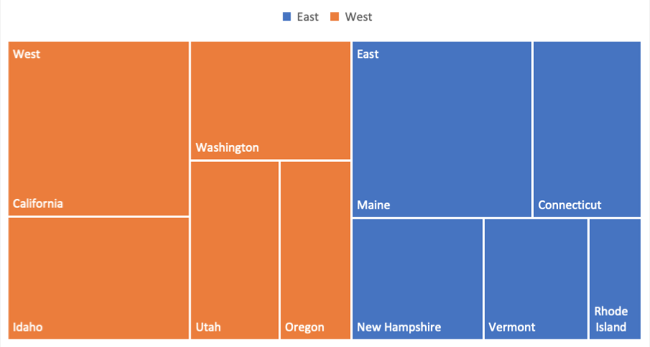 East West
West
California
Washington
Idaho
Utah
Oregon
East
Maine
Connecticut
New Hampshire
Vermont
Rhode
Island